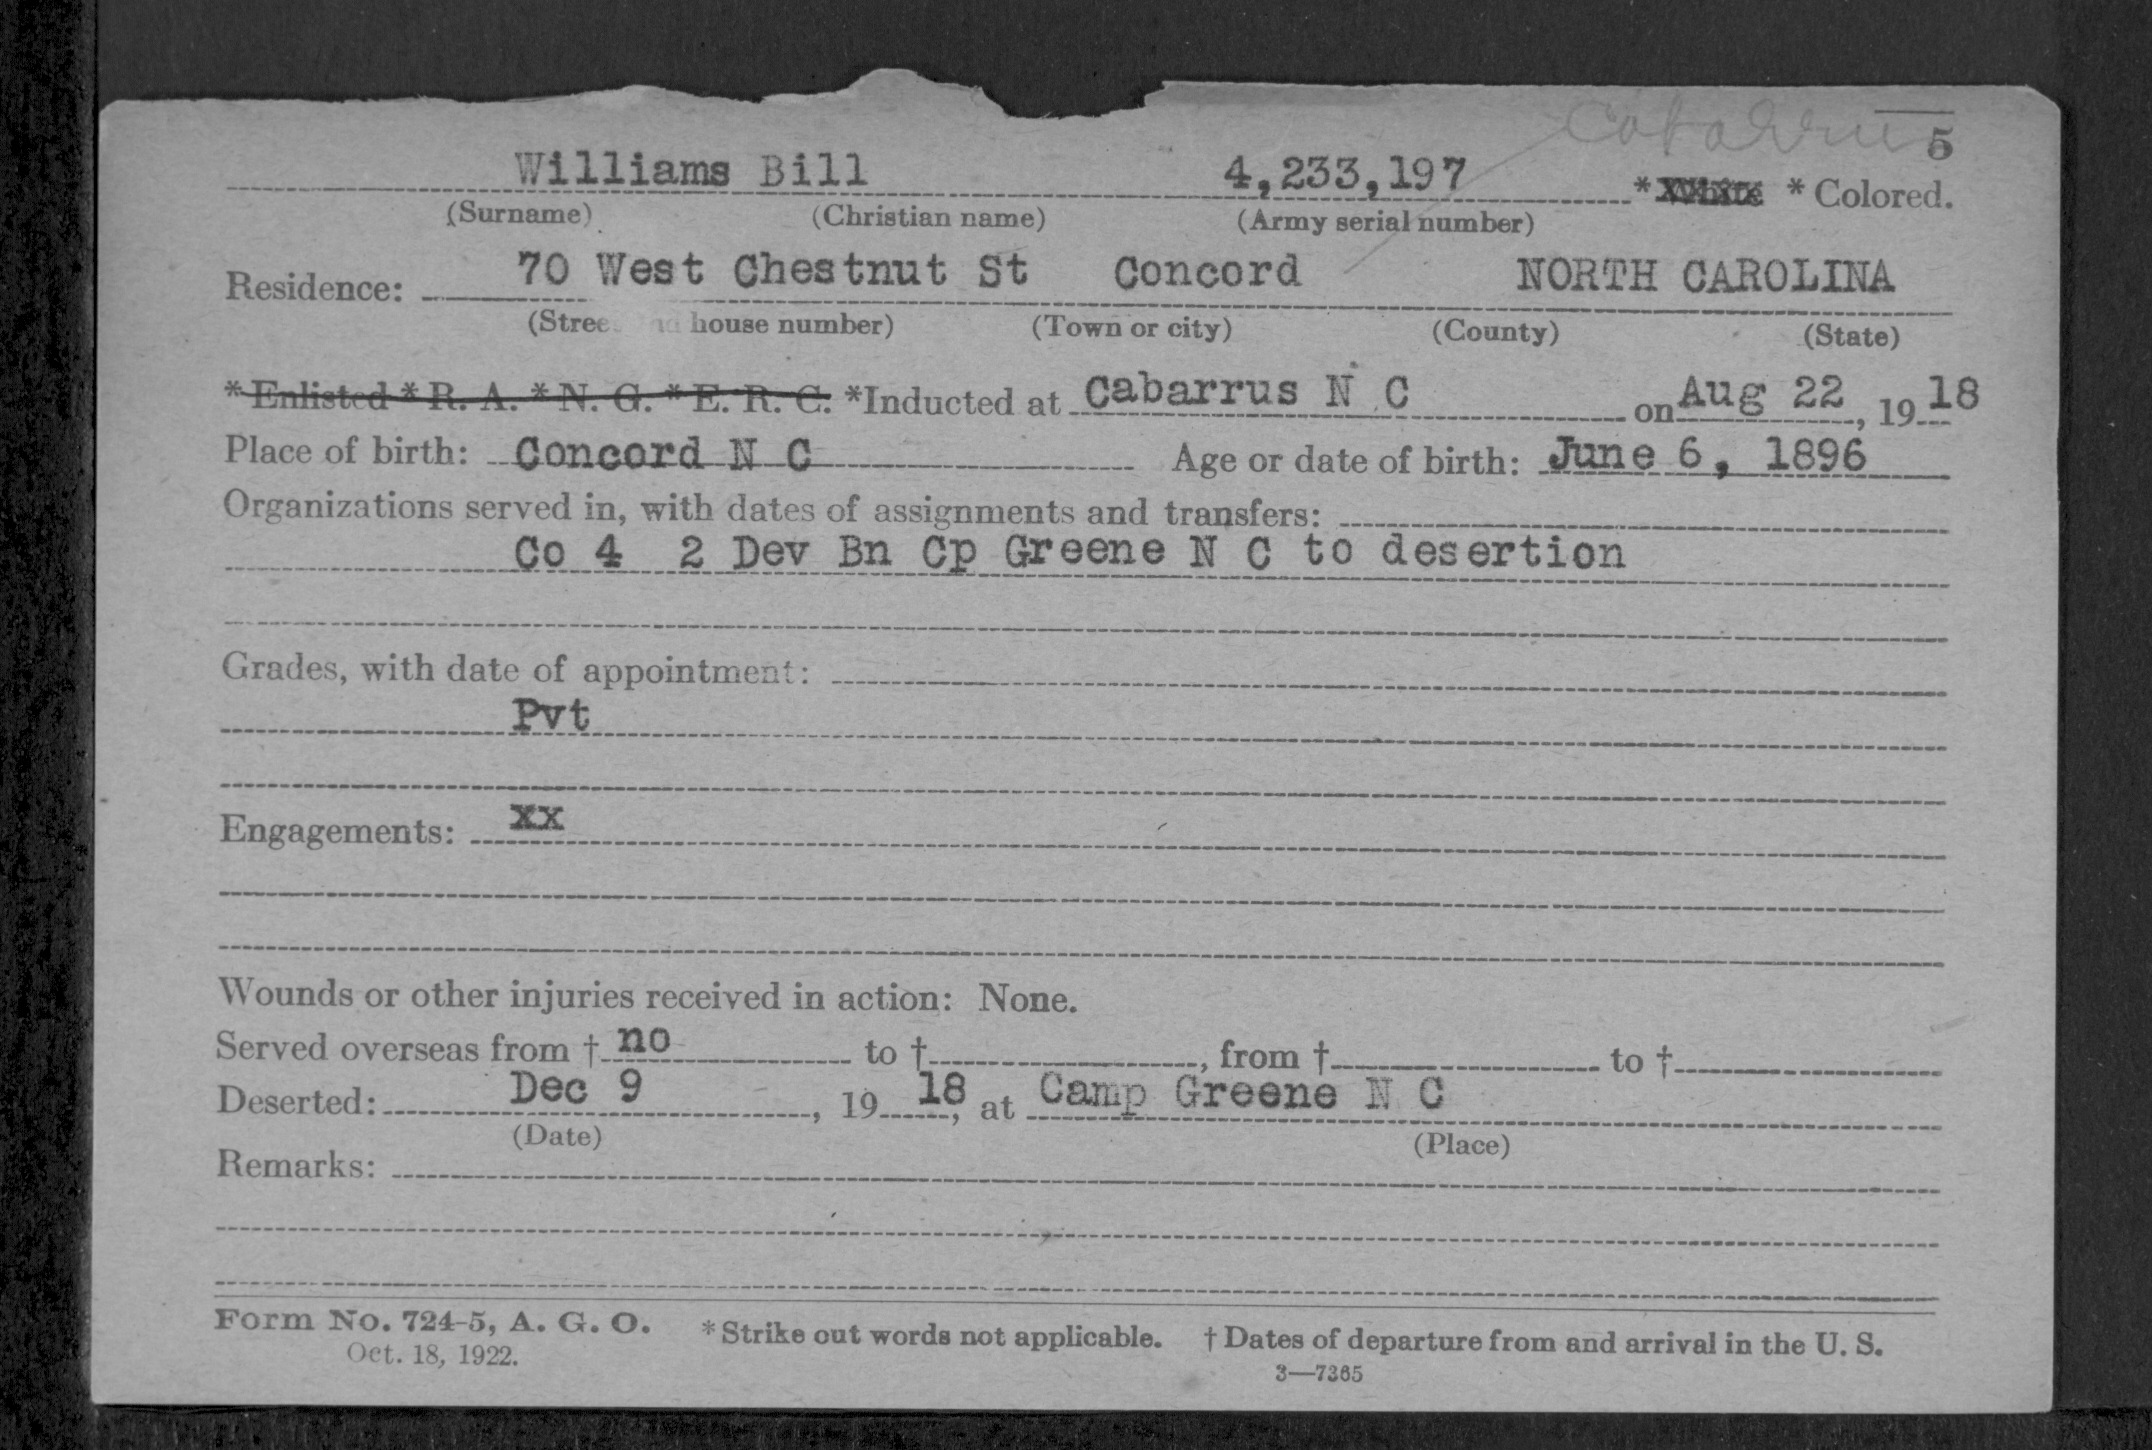 Cabarrus
5
Williams Bill 4,233,197 * White * Colored.
(Surname) (Christian name) (Army serial number)
Residence: 70 West Chestnut St Concord NORTH CAROLINA
(Street and house number) (Town or city) (County) (State)
* Enlisted * R. A. * N. G. * E. R. C. *Inducted at Cabarrus N C on Aug 22, 1918
Place of birth: Concord N C Age or date of birth: June 6, 1896
Organizations served in, with dates of assignments and transfers:
Co 4 2 Dev Bn Cp Greene N C to desertion
Grades, with date of appointment:
Pvt
Engagements: xx
Wounds or other injuries received in action: None.
Served overseas from † no to †, from † to †
Deserted: Dec 9, 1918, at Camp Greene N C
(Date) (Place)
Remarks:
Form No. 724-5, A. G. O. * Strike out words not applicable. † Dates of departure from and arrival in the U. S.
Oct. 18, 1922. 3—7365